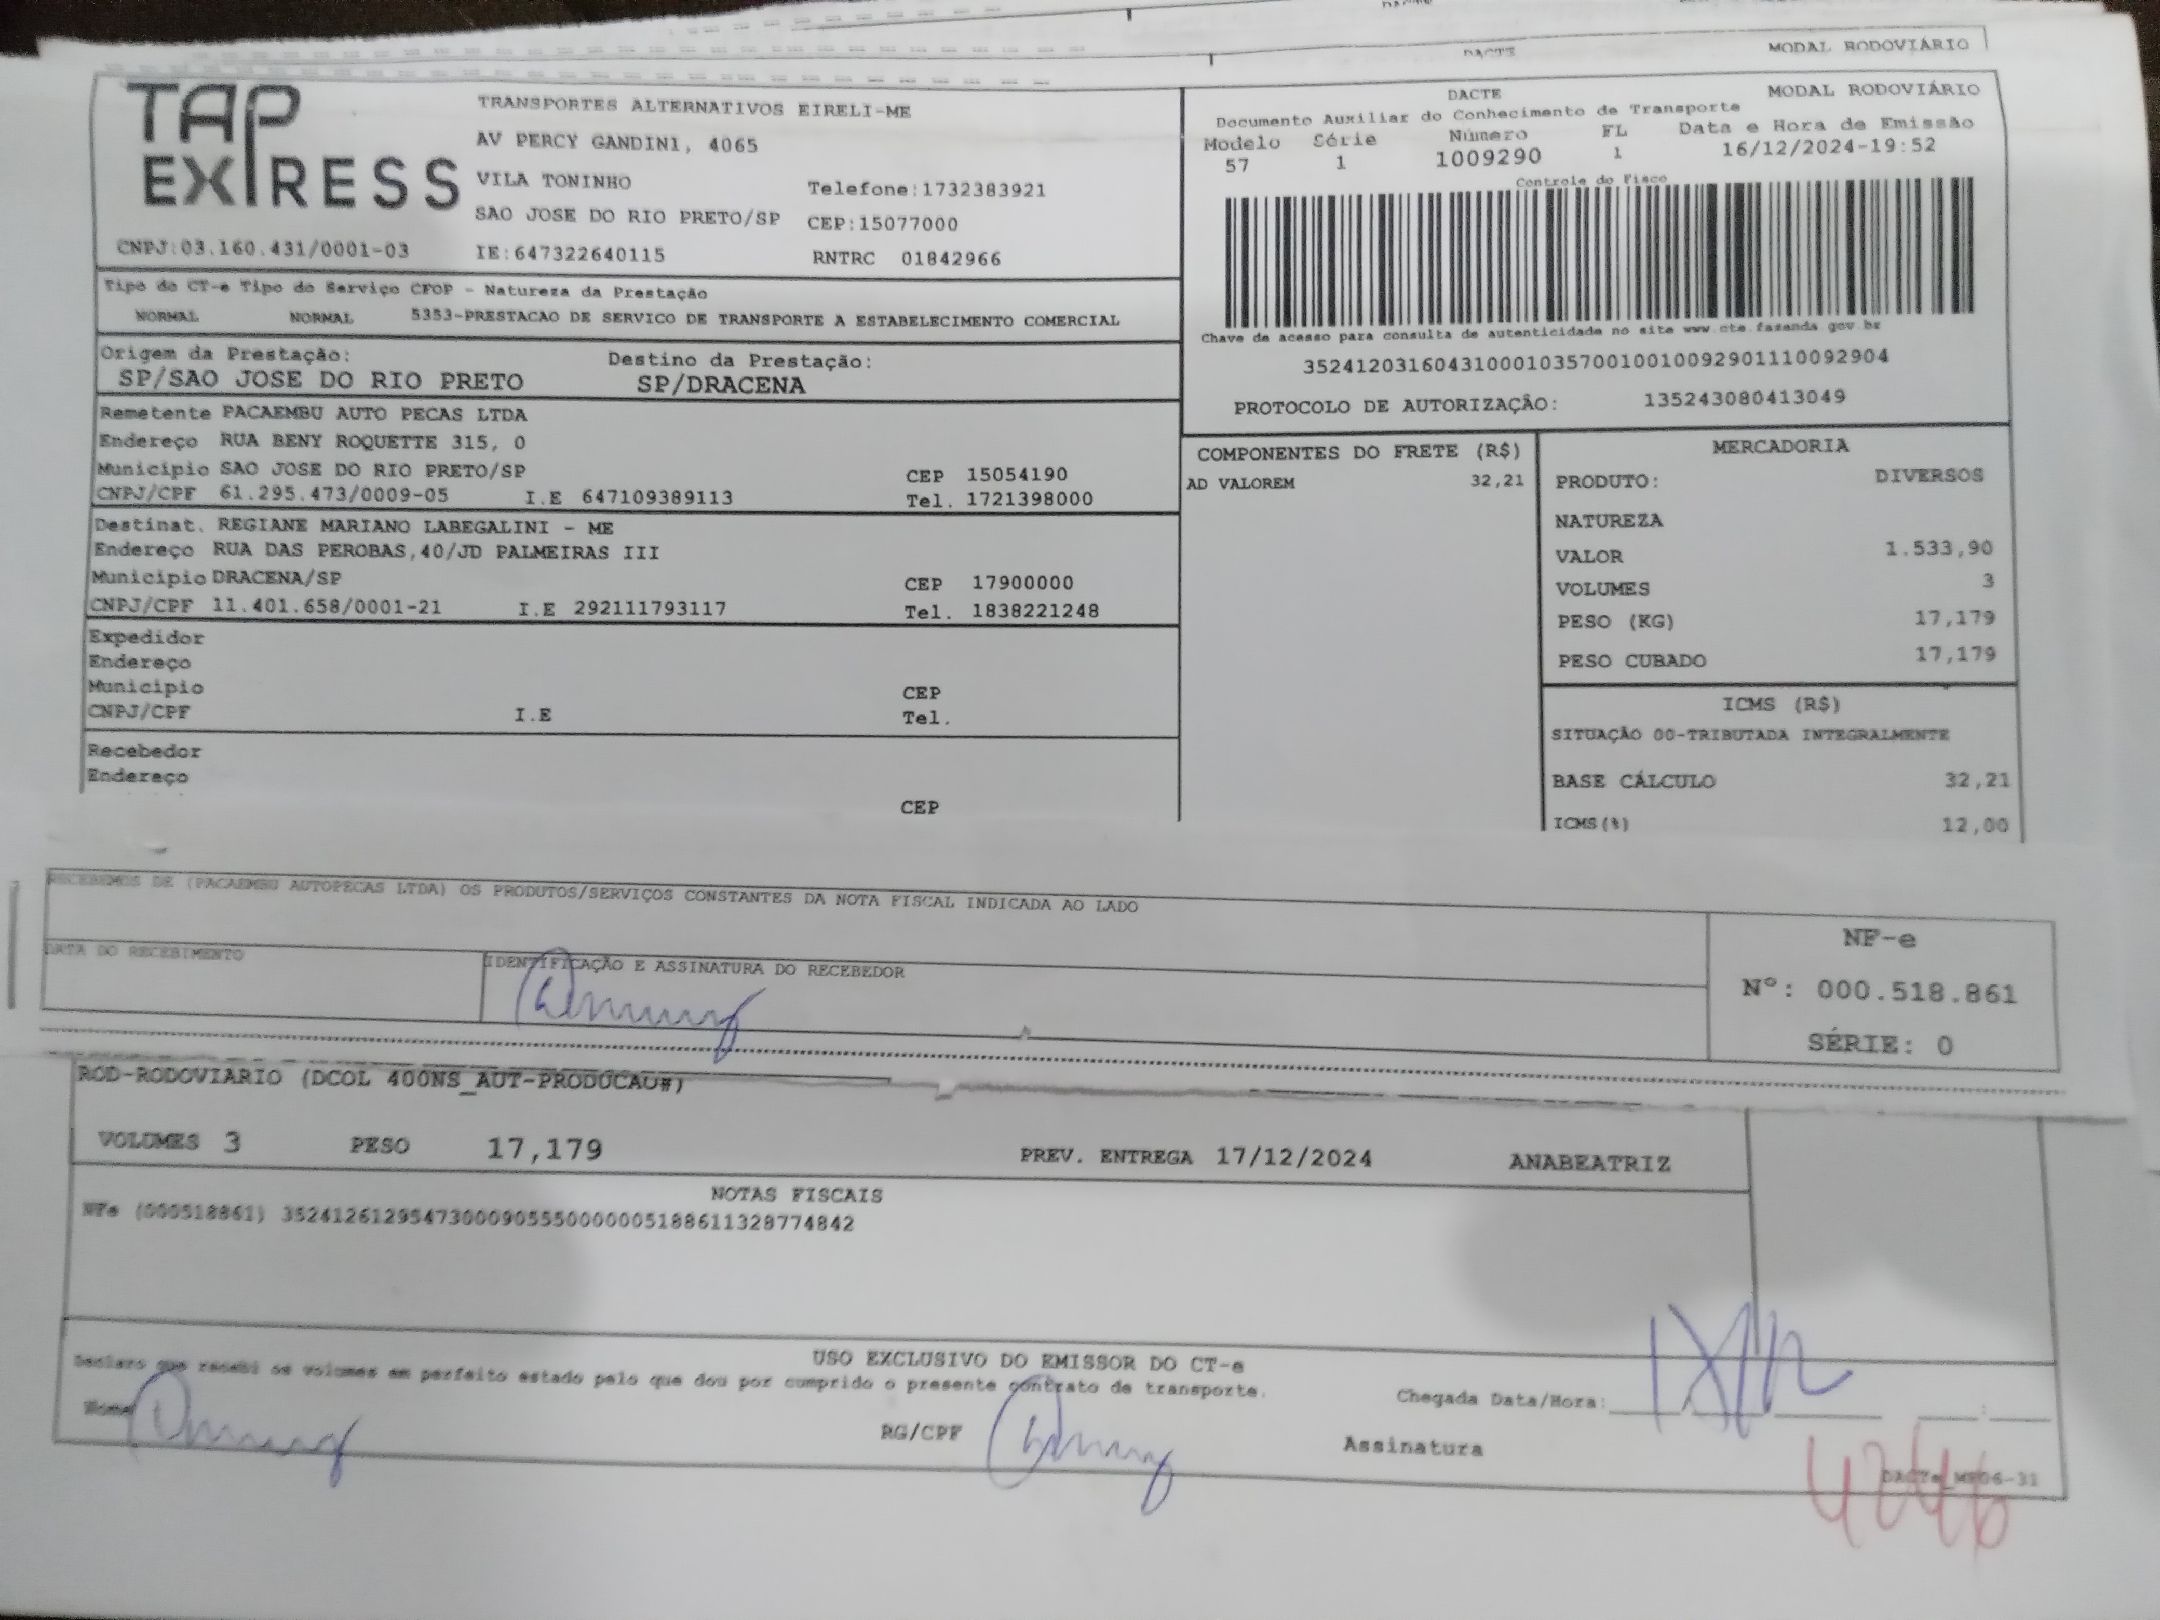 DACTE MODAL RODOVIÁRIO
TAP EXPRESS
CNPJ:03.160.431/0001-03
TRANSPORTES ALTERNATIVOS EIRELI-ME
AV PERCY GANDINI, 4065
VILA TONINHO Telefone:1732383921
SAO JOSE DO RIO PRETO/SP CEP:15077000
IE:647322640115 RNTRC 01842966
DACTE MODAL RODOVIÁRIO
Documento Auxiliar do Conhecimento de Transporte
Modelo Série Número FL Data e Hora de Emissão
57 1 1009290 1 16/12/2024-19:52
Controle do Fisco
Chave de acesso para consulta de autenticidade no site www.cte.fazenda.gov.br
35241203160431000103570010010092901110092904
PROTOCOLO DE AUTORIZAÇÃO: 135243080413049
Tipo do CT-e Tipo do Serviço CFOP - Natureza da Prestação
NORMAL NORMAL 5353-PRESTACAO DE SERVICO DE TRANSPORTE A ESTABELECIMENTO COMERCIAL
Origem da Prestação: Destino da Prestação:
SP/SAO JOSE DO RIO PRETO SP/DRACENA
Remetente PACAEMBU AUTO PECAS LTDA
Endereço RUA BENY ROQUETTE 315, 0
Municipio SAO JOSE DO RIO PRETO/SP CEP 15054190
CNPJ/CPF 61.295.473/0009-05 I.E 647109389113 Tel. 1721398000
Destinat. REGIANE MARIANO LABEGALINI - ME
Endereço RUA DAS PEROBAS,40/JD PALMEIRAS III
Municipio DRACENA/SP CEP 17900000
CNPJ/CPF 11.401.658/0001-21 I.E 292111793117 Tel. 1838221248
Expedidor
Endereço
Municipio CEP
CNPJ/CPF I.E Tel.
Recebedor
Endereço
CEP
COMPONENTES DO FRETE (R$)
AD VALOREM 32,21
MERCADORIA
PRODUTO: DIVERSOS
NATUREZA
VALOR 1.533,90
VOLUMES 3
PESO (KG) 17,179
PESO CUBADO 17,179
ICMS (R$)
SITUAÇÃO 00-TRIBUTADA INTEGRALMENTE
BASE CÁLCULO 32,21
ICMS(%) 12,00
RECEBEMOS DE (PACAEMBU AUTOPECAS LTDA) OS PRODUTOS/SERVIÇOS CONSTANTES DA NOTA FISCAL INDICADA AO LADO
DATA DO RECEBIMENTO IDENTIFICAÇÃO E ASSINATURA DO RECEBEDOR
NF-e
Nº: 000.518.861
SÉRIE: 0
ROD-RODOVIARIO (DCOL 400NS_AUT-PRODUCAO#)
VOLUMES 3 PESO 17,179 PREV. ENTREGA 17/12/2024 ANABEATRIZ
NOTAS FISCAIS
NFe (000518861) 35241261295473000905550000005188611328774842
USO EXCLUSIVO DO EMISSOR DO CT-e
Declaro que recebi os volumes em perfeito estado pelo que dou por cumprido o presente contrato de transporte.
Nome RG/CPF Assinatura Chegada Data/Hora:
DACTe_MP06-31